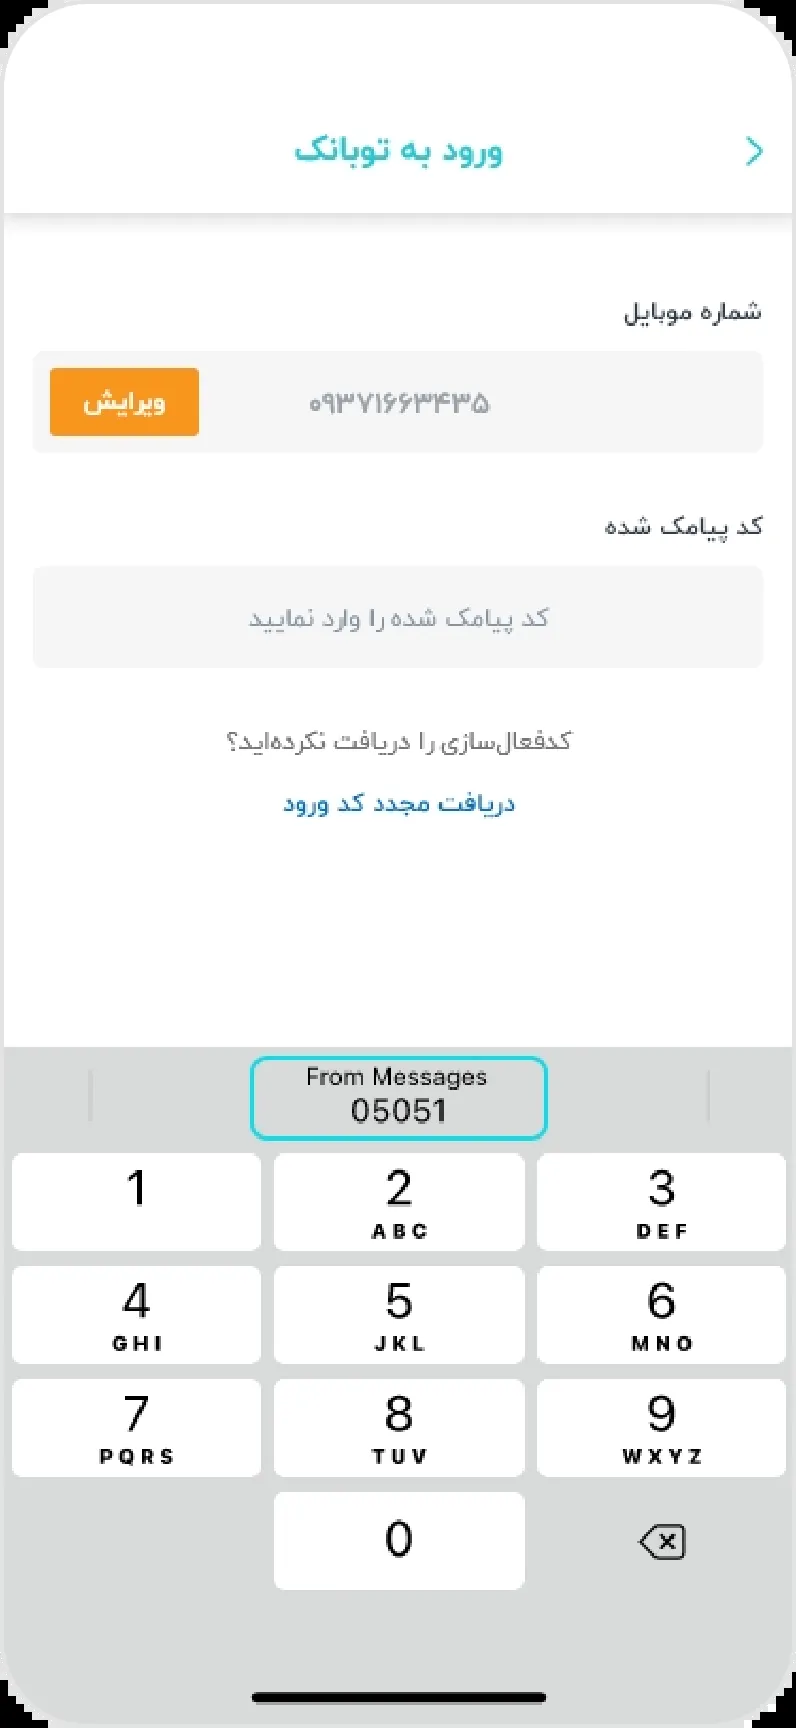 ورود به توبانک
شماره موبایل
۰۹۳۷۱۶۶۳۴۳۵
ویرایش
کد پیامک شده
کد پیامک شده را وارد نمایید
کدفعال‌سازی را دریافت نکرده‌اید؟
دریافت مجدد کد ورود
From Messages
05051
1 2 3
ABC DEF
4 5 6
GHI JKL MNO
7 8 9
PQRS TUV WXYZ
0